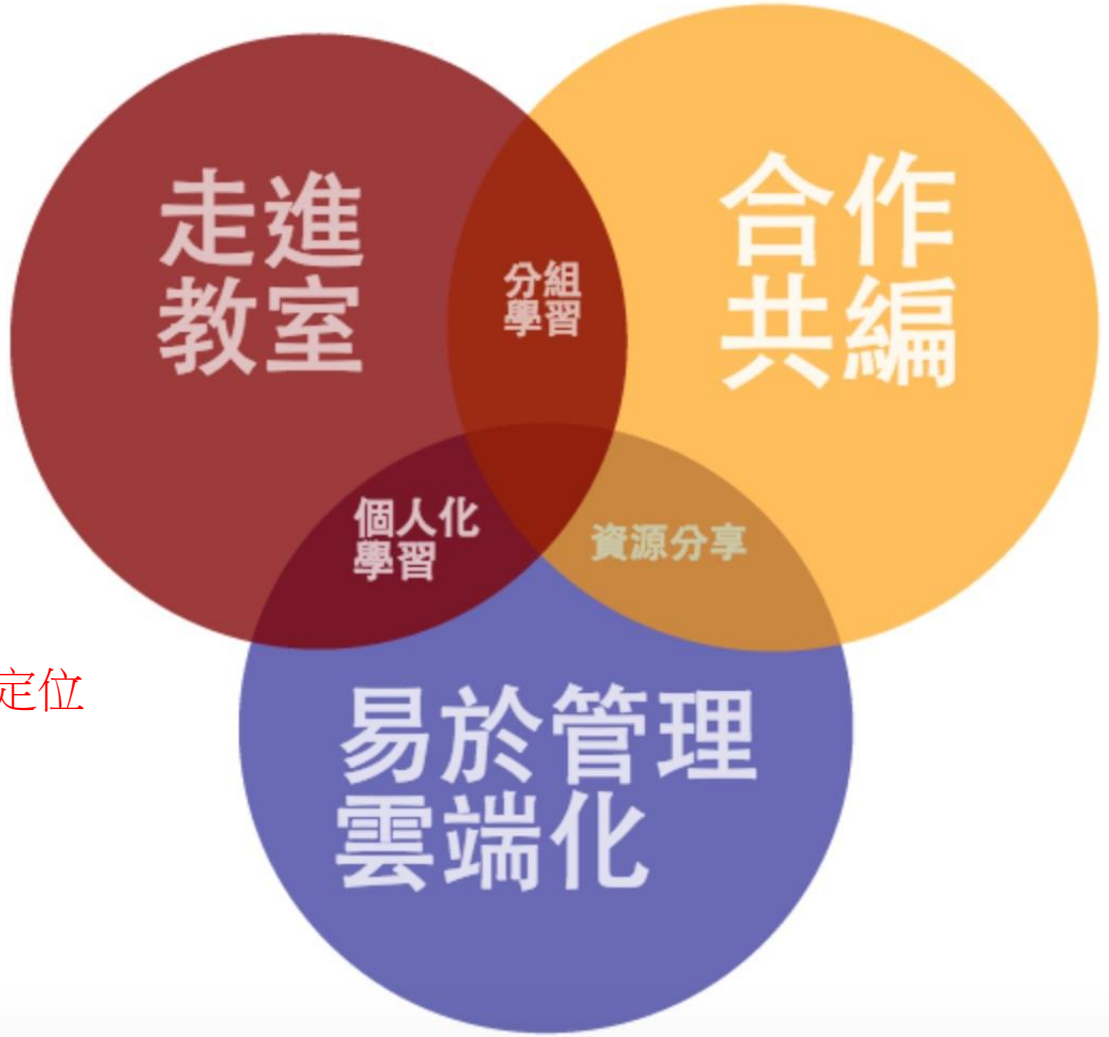 走進
教室
合作
共編
分組
學習
個人化
學習
資源分享
定位
易於管理
雲端化